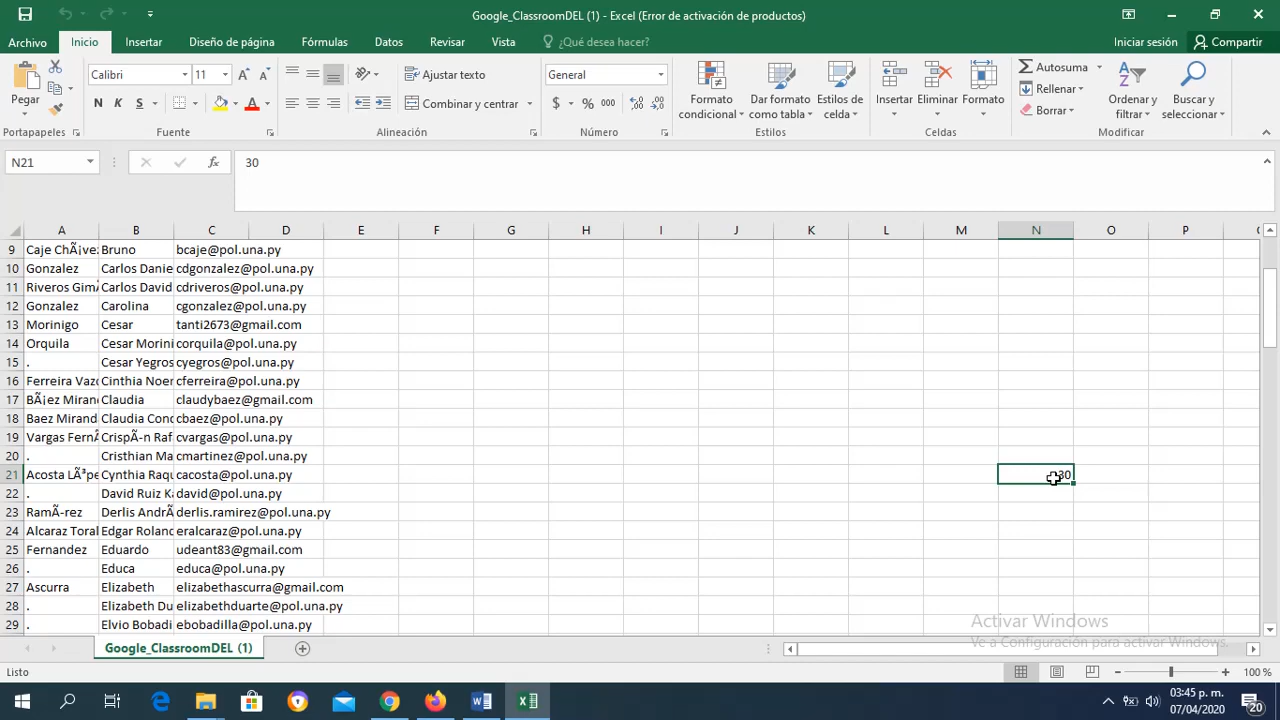 Google_ClassroomDEL (1) - Excel (Error de activación de productos)
Archivo Inicio Insertar Diseño de página Fórmulas Datos Revisar Vista ¿Qué desea hacer? Iniciar sesión Compartir
Pegar Calibri 11 Ajustar texto General Formato condicional Dar formato como tabla Estilos de celda Insertar Eliminar Formato Autosuma Rellenar Borrar Ordenar y filtrar Buscar y seleccionar
N K S Combinar y centrar $ % 000
Portapapeles Fuente Alineación Número Estilos Celdas Modificar
N21 fx 30
A B C D E F G H I J K L M N O P
9 Caje ChÃ¡vez Bruno bcaje@pol.una.py
10 Gonzalez Carlos Danie cdgonzalez@pol.una.py
11 Riveros GimÃ Carlos David cdriveros@pol.una.py
12 Gonzalez Carolina cgonzalez@pol.una.py
13 Morinigo Cesar tanti2673@gmail.com
14 Orquila Cesar Morini corquila@pol.una.py
15 . Cesar Yegros cyegros@pol.una.py
16 Ferreira Vazo Cinthia Noer cferreira@pol.una.py
17 BÃ¡ez Miran Claudia claudybaez@gmail.com
18 Baez Mirand Claudia Cond cbaez@pol.una.py
19 Vargas FernÃ CrispÃ-n Raf cvargas@pol.una.py
20 . Cristhian Ma cmartinez@pol.una.py
21 Acosta LÃ³pe Cynthia Raqu cacosta@pol.una.py 30
22 . David Ruiz K david@pol.una.py
23 RamÃ-rez Derlis AndrÃ derlis.ramirez@pol.una.py
24 Alcaraz Toral Edgar Roland eralcaraz@pol.una.py
25 Fernandez Eduardo udeant83@gmail.com
26 . Educa educa@pol.una.py
27 Ascurra Elizabeth elizabethascurra@gmail.com
28 . Elizabeth Du elizabethduarte@pol.una.py
29 . Elvio Bobadi ebobadilla@pol.una.py
Activar Windows
Ve a Configuración para activar Windows.
Google_ClassroomDEL (1)
Listo 100 %
03:45 p. m.
07/04/2020
20